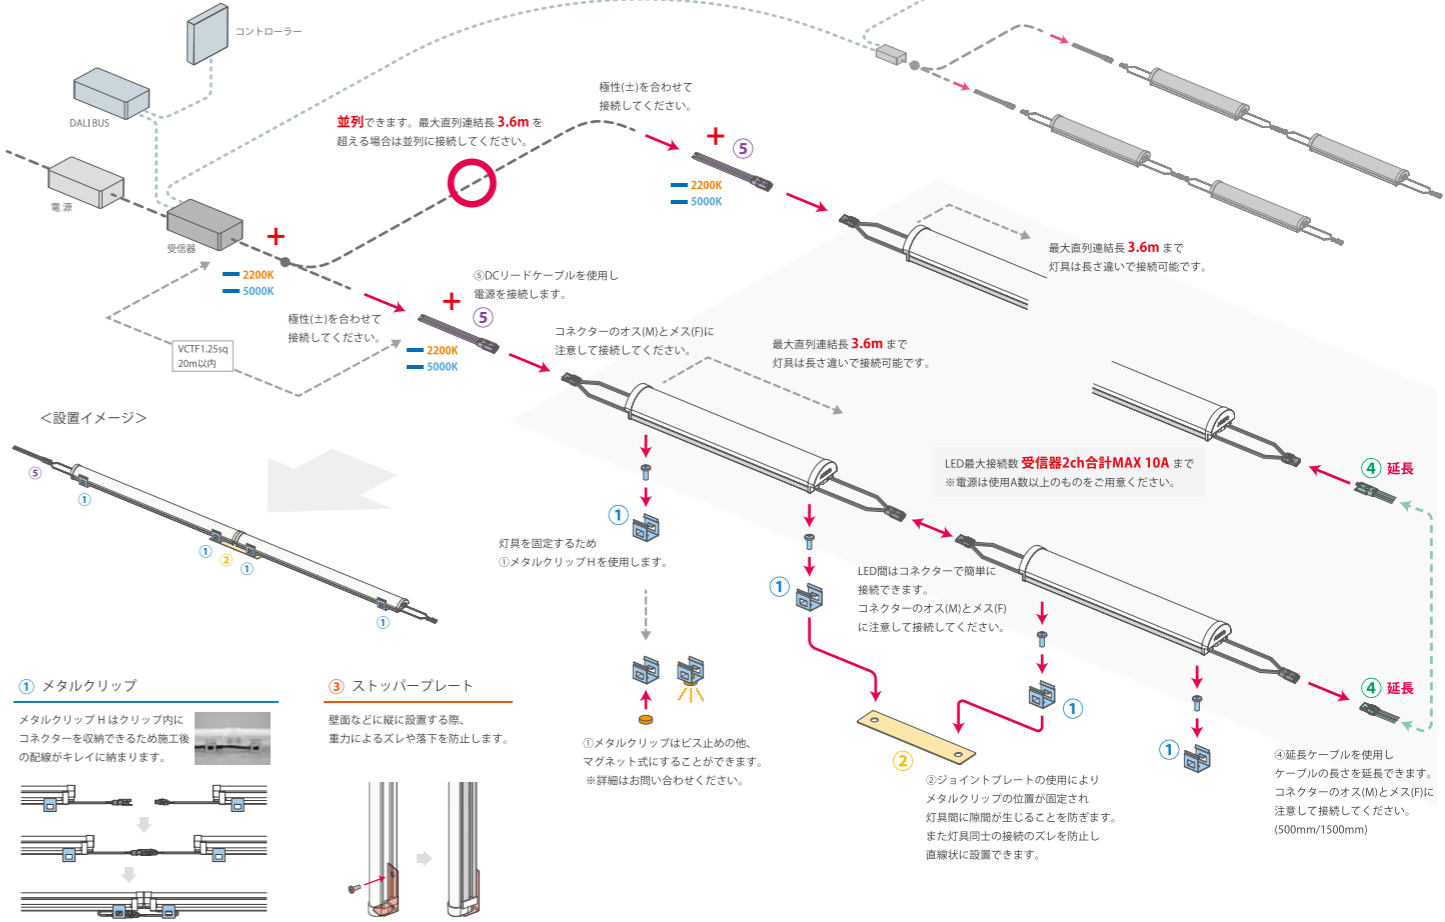 コントローラー
DALI BUS
電 源
受信器
並列できます。最大直列連結長 3.6m を
超える場合は並列に接続してください。
極性(±)を合わせて
接続してください。
+
⑤
2200K
5000K
+
2200K
5000K
⑤DCリードケーブルを使用し
電源を接続します。
極性(±)を合わせて
接続してください。
+
⑤
2200K
5000K
VCTF1.25sq
20m以内
コネクターのオス(M)とメス(F)に
注意して接続してください。
最大直列連結長 3.6m まで
灯具は長さ違いで接続可能です。
最大直列連結長 3.6m まで
灯具は長さ違いで接続可能です。
LED最大接続数 受信器2ch合計MAX 10A まで
※電源は使用A数以上のものをご用意ください。
④ 延長
＜設置イメージ＞
⑤
①
①
②
①
①
①
灯具を固定するため
①メタルクリップHを使用します。
①
LED間はコネクターで簡単に
接続できます。
コネクターのオス(M)とメス(F)
に注意して接続してください。
①
②
①
④ 延長
①メタルクリップはビス止めの他、
マグネット式にすることができます。
※詳細はお問い合わせください。
②ジョイントプレートの使用により
メタルクリップの位置が固定され
灯具間に隙間が生じることを防ぎます。
また灯具同士の接続のズレを防止し
直線状に設置できます。
④延長ケーブルを使用し
ケーブルの長さを延長できます。
コネクターのオス(M)とメス(F)に
注意して接続してください。
(500mm/1500mm)
① メタルクリップ
メタルクリップ H はクリップ内に
コネクターを収納できるため施工後
の配線がキレイに納まります。
③ ストッパープレート
壁面などに縦に設置する際、
重力によるズレや落下を防止します。